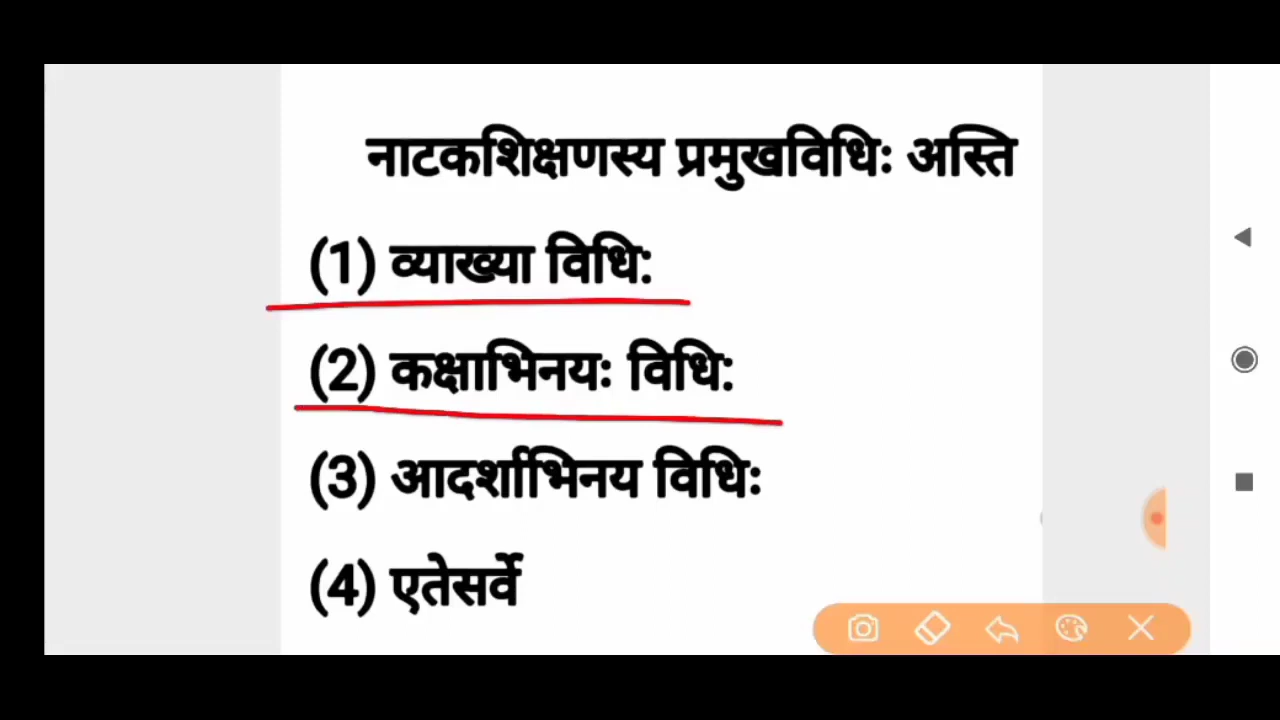 नाटकशिक्षणस्य प्रमुखविधिः अस्ति
(1) व्याख्या विधि:
(2) कक्षाभिनयः विधि:
(3) आदर्शाभिनय विधिः
(4) एतेसर्वे